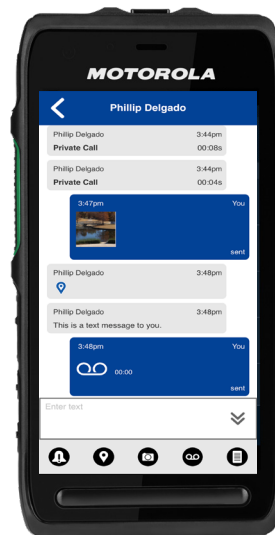 MOTOROLA
Phillip Delgado
Phillip Delgado 3:44pm
Private Call 00:08s
Phillip Delgado 3:44pm
Private Call 00:04s
3:47pm You
sent
Phillip Delgado 3:48pm
Phillip Delgado 3:48pm
This is a text message to you.
3:48pm You
00:00
sent
Enter text